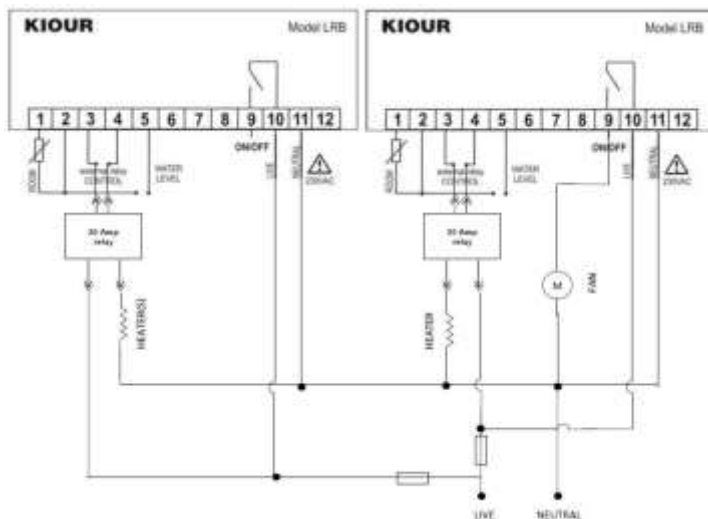 KIOUR Model LRB
KIOUR Model LRB
1 2 3 4 5 6 7 8 9 10 11 12
1 2 3 4 5 6 7 8 9 10 11 12
ROOM
CONTROL
WATER
LEVEL
ON/OFF
LIVE
NEUTRAL
230VAC
ROOM
CONTROL
WATER
LEVEL
ON/OFF
LIVE
NEUTRAL
230VAC
30 Amp
relay
30 Amp
relay
HEATER(S)
HEATER
M
FAN
LIVE
NEUTRAL